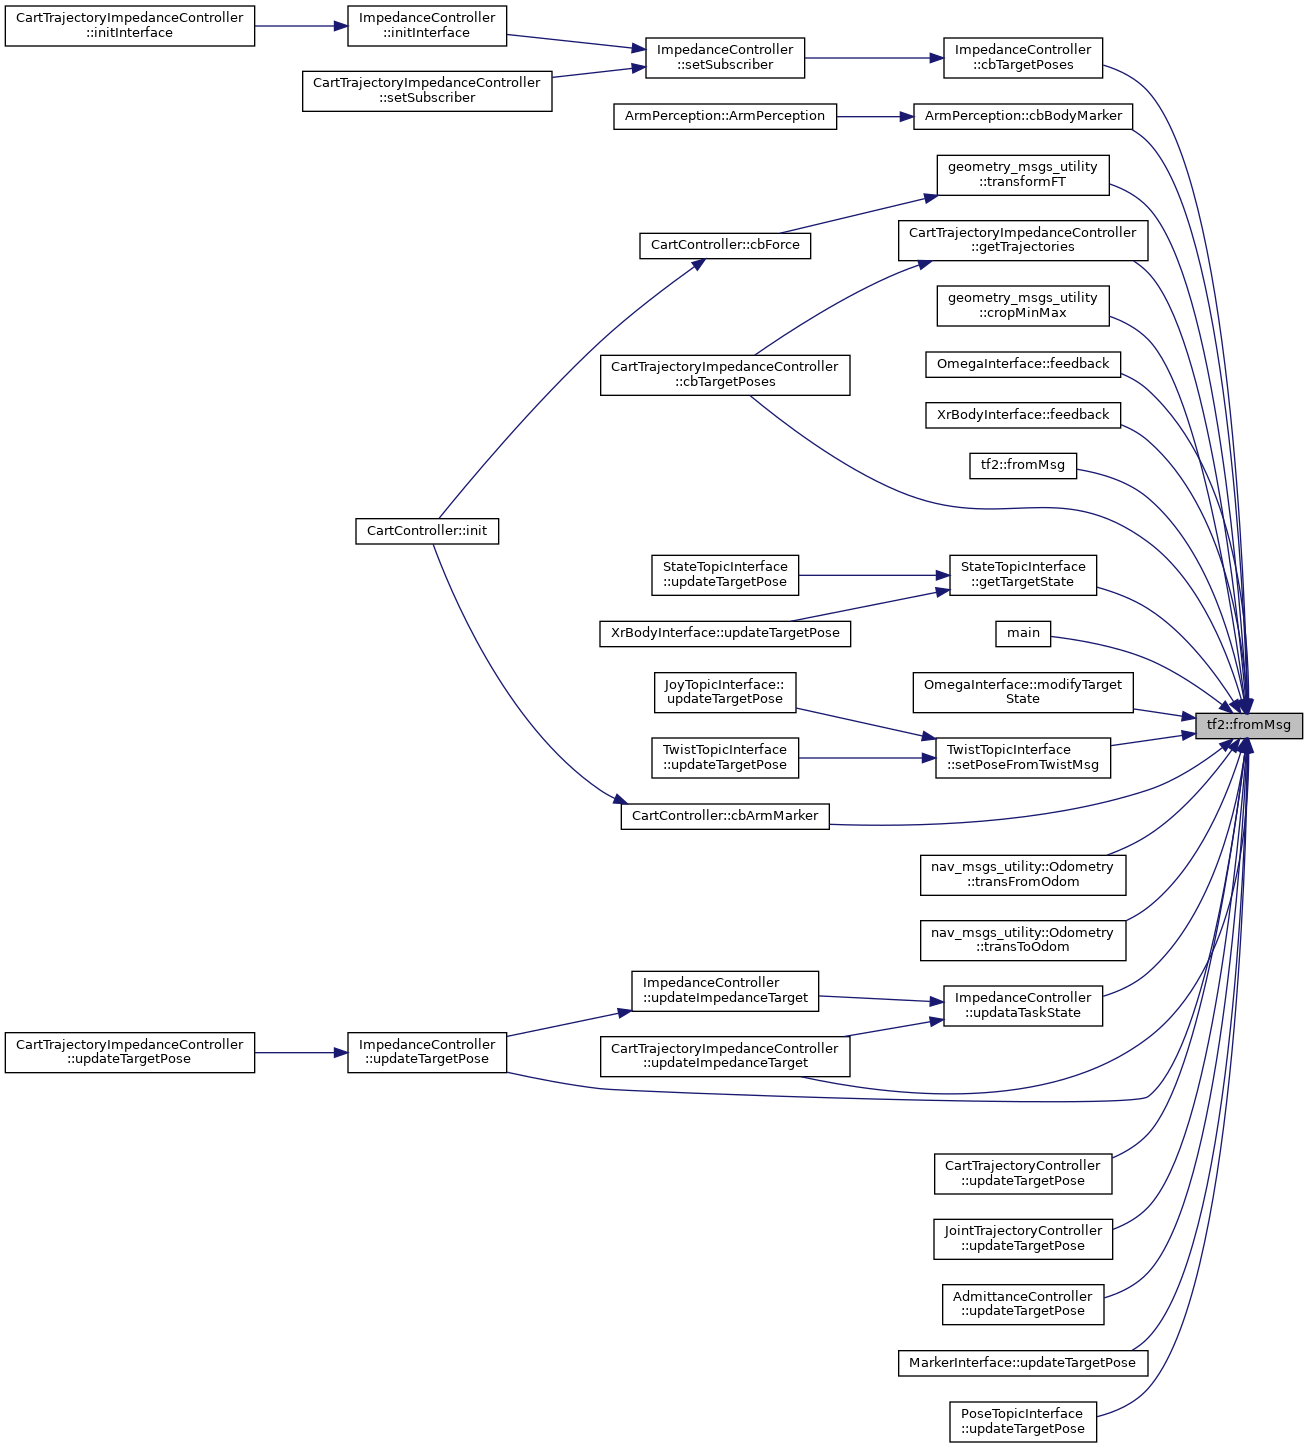 CartTrajectoryImpedanceController
::initInterface
ImpedanceController
::initInterface
CartTrajectoryImpedanceController
::setSubscriber
ImpedanceController
::setSubscriber
ImpedanceController
::cbTargetPoses
ArmPerception::ArmPerception
ArmPerception::cbBodyMarker
geometry_msgs_utility
::transformFT
CartController::cbForce
CartTrajectoryImpedanceController
::getTrajectories
geometry_msgs_utility
::cropMinMax
CartTrajectoryImpedanceController
::cbTargetPoses
OmegaInterface::feedback
XrBodyInterface::feedback
tf2::fromMsg
CartController::init
StateTopicInterface
::updateTargetPose
StateTopicInterface
::getTargetState
XrBodyInterface::updateTargetPose
main
JoyTopicInterface::
updateTargetPose
OmegaInterface::modifyTarget
State
tf2::fromMsg
TwistTopicInterface
::updateTargetPose
TwistTopicInterface
::setPoseFromTwistMsg
CartController::cbArmMarker
nav_msgs_utility::Odometry
::transFromOdom
nav_msgs_utility::Odometry
::transToOdom
ImpedanceController
::updateImpedanceTarget
ImpedanceController
::updataTaskState
CartTrajectoryImpedanceController
::updateTargetPose
ImpedanceController
::updateTargetPose
CartTrajectoryImpedanceController
::updateImpedanceTarget
CartTrajectoryController
::updateTargetPose
JointTrajectoryController
::updateTargetPose
AdmittanceController
::updateTargetPose
MarkerInterface::updateTargetPose
PoseTopicInterface
::updateTargetPose